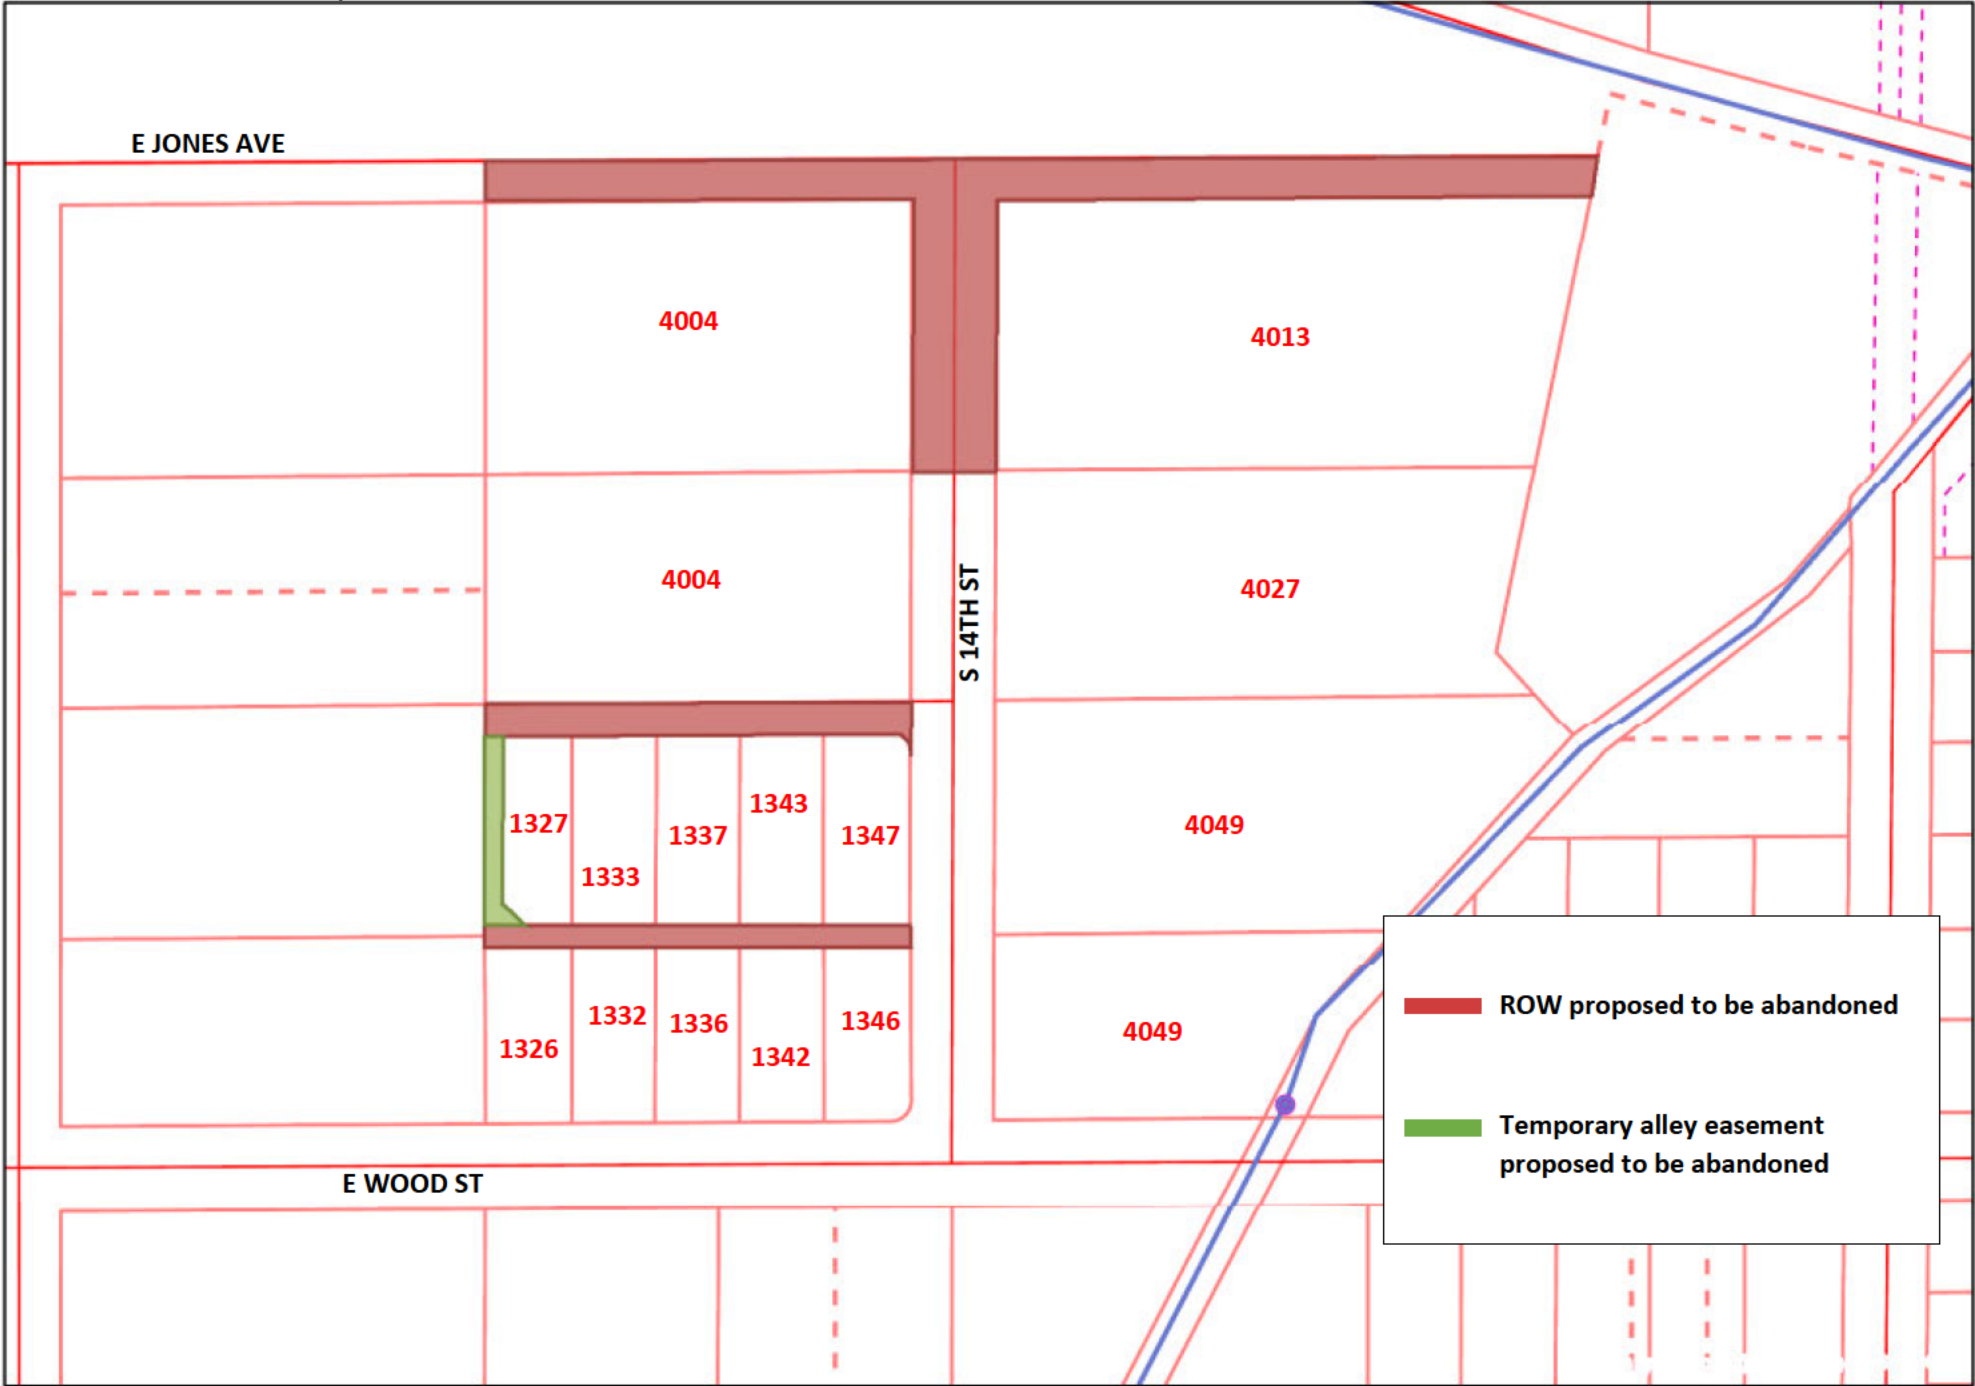 E JONES AVE
4004
4013
4004
S 14TH ST
4027
1327
1333
1337
1343
1347
4049
1326
1332
1336
1342
1346
4049
E WOOD ST
ROW proposed to be abandoned
Temporary alley easement
proposed to be abandoned